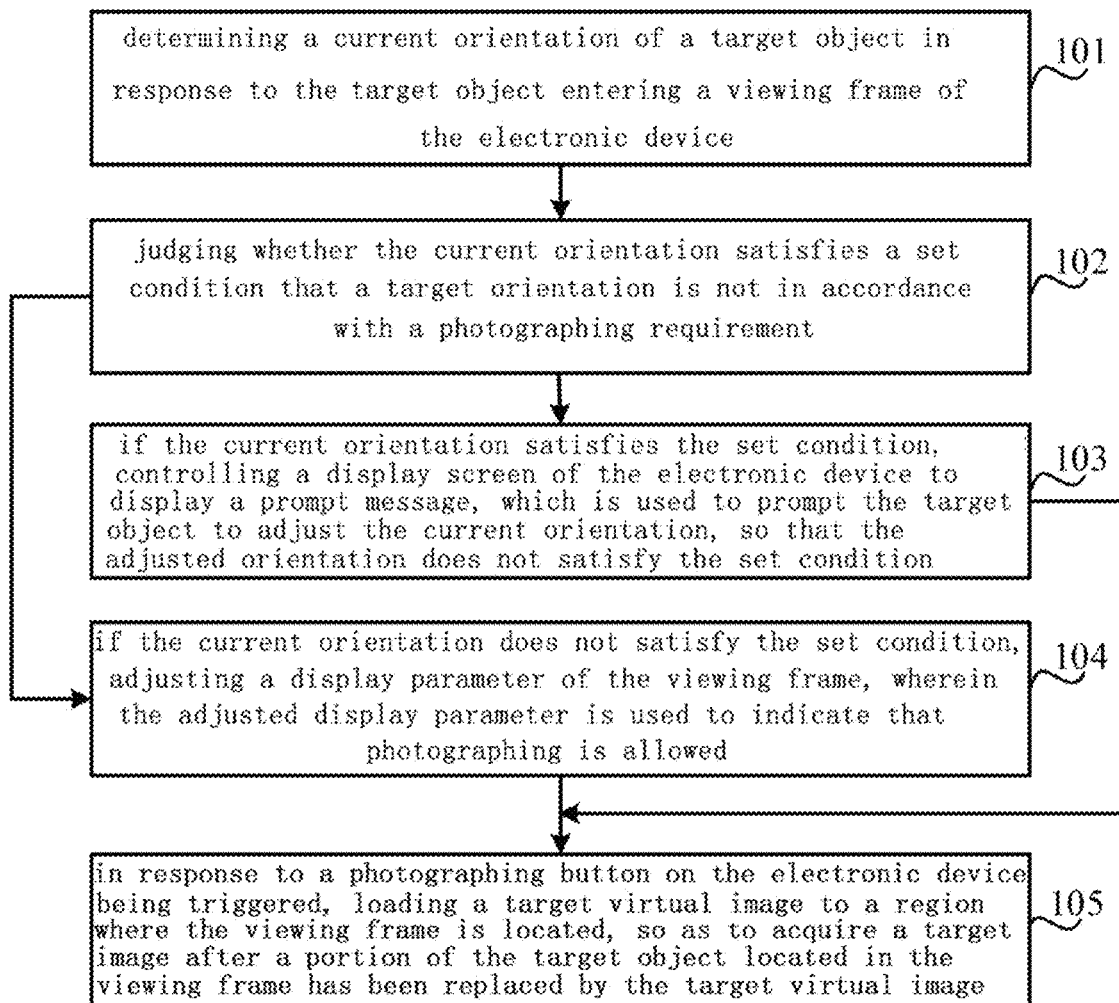 determining a current orientation of a target object in
response to the target object entering a viewing frame of
the electronic device
101
judging whether the current orientation satisfies a set
condition that a target orientation is not in accordance
with a photographing requirement
102
if the current orientation satisfies the set condition,
controlling a display screen of the electronic device to
display a prompt message, which is used to prompt the target
object to adjust the current orientation, so that the
adjusted orientation does not satisfy the set condition
103
if the current orientation does not satisfy the set condition,
adjusting a display parameter of the viewing frame, wherein
the adjusted display parameter is used to indicate that
photographing is allowed
104
in response to a photographing button on the electronic device
being triggered, loading a target virtual image to a region
where the viewing frame is located, so as to acquire a target
image after a portion of the target object located in the
viewing frame has been replaced by the target virtual image
105